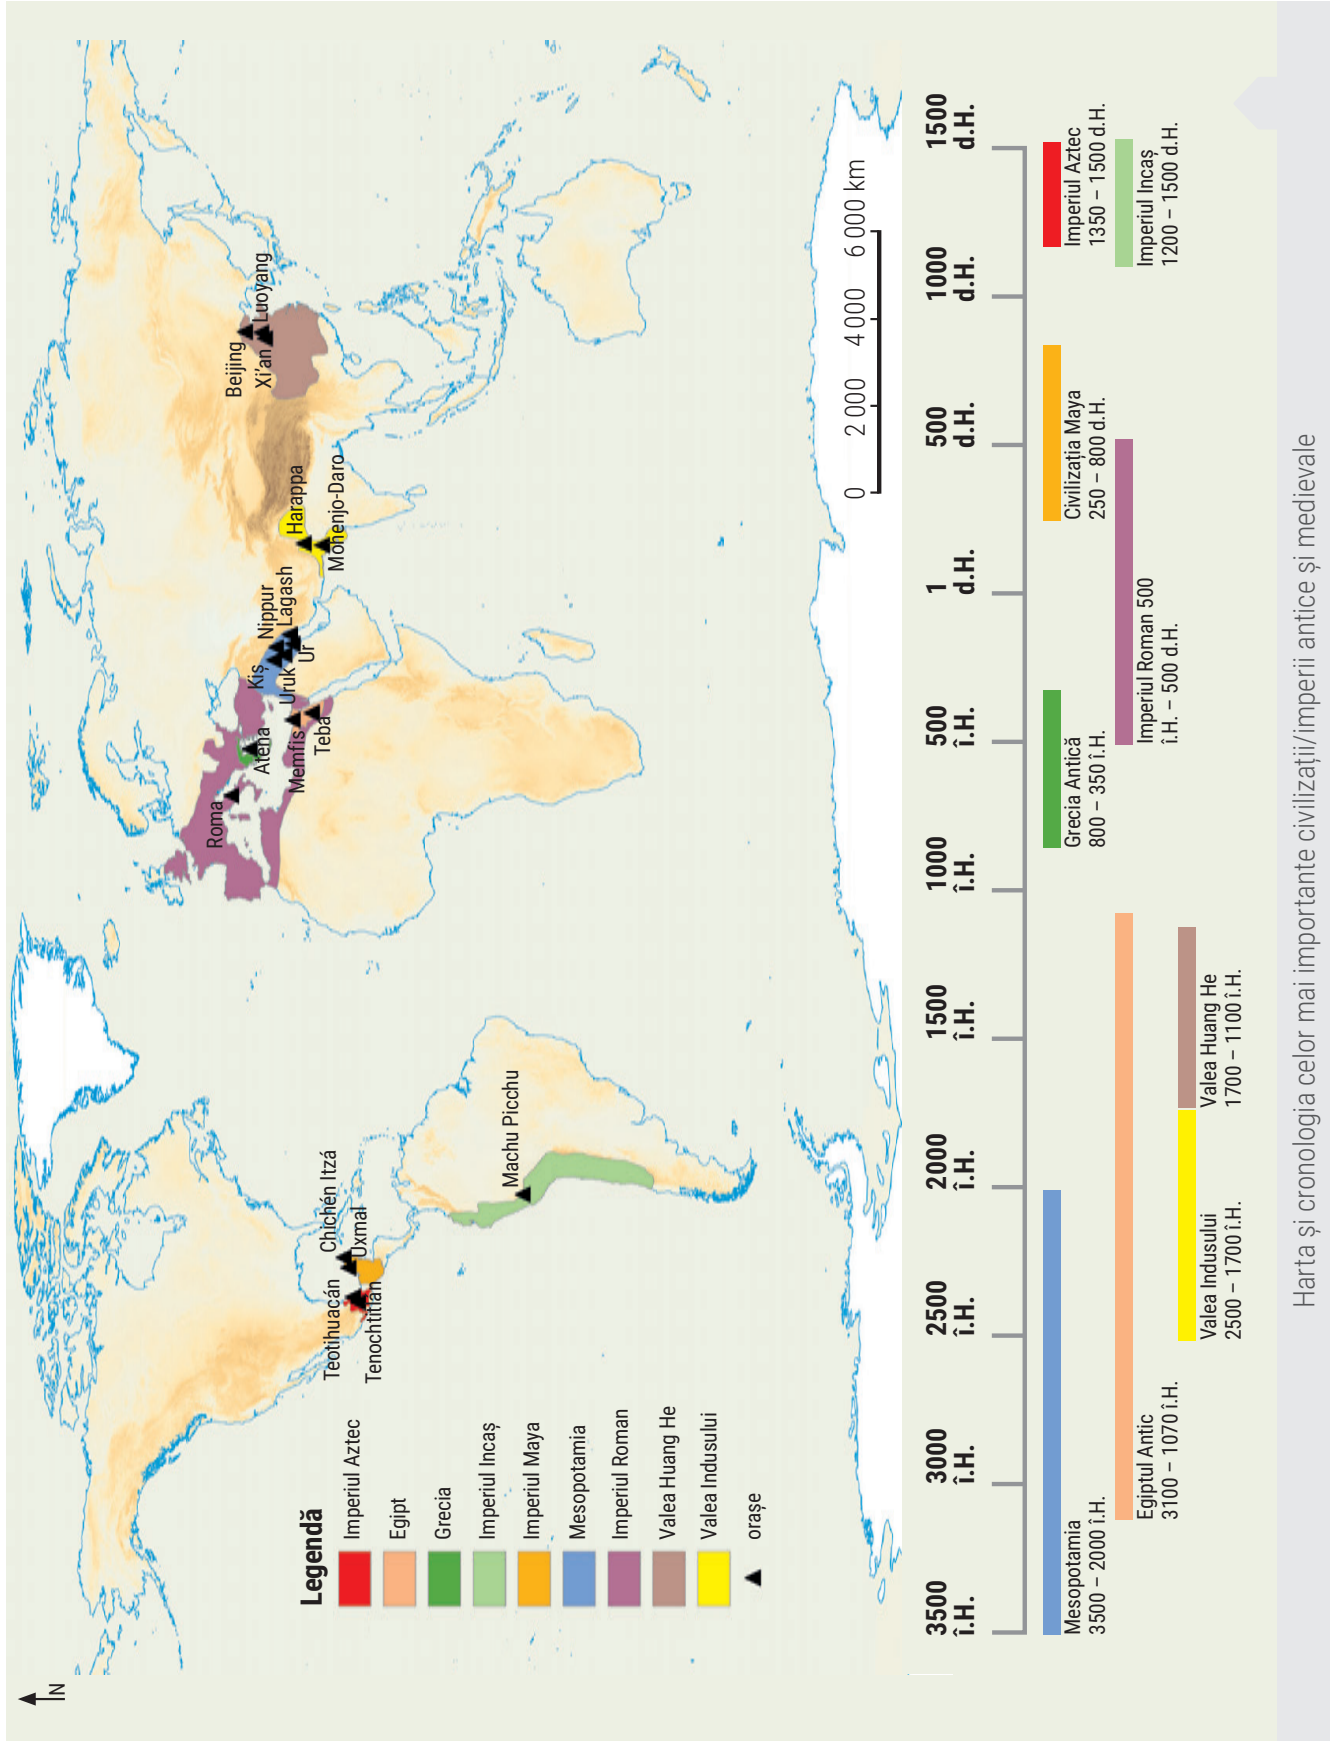 N
Teotihuacán
Tenochtitlan
Chichén Itzá
Uxmal
Machu Picchu
Roma
Atena
Memfis
Teba
Kiș
Uruk
Ur
Nippur
Lagash
Harappa
Mohenjo-Daro
Beijing
Xi'an
Luoyang
Legendă
Imperiul Aztec
Egipt
Grecia
Imperiul Incaș
Imperiul Maya
Mesopotamia
Imperiul Roman
Valea Huang He
Valea Indusului
orașe
0 2 000 4 000 6 000 km
3500 î.H.
3000 î.H.
2500 î.H.
2000 î.H.
1500 î.H.
1000 î.H.
500 î.H.
1 d.H.
500 d.H.
1000 d.H.
1500 d.H.
Mesopotamia
3500 – 2000 î.H.
Egiptul Antic
3100 – 1070 î.H.
Valea Indusului
2500 – 1700 î.H.
Valea Huang He
1700 – 1100 î.H.
Grecia Antică
800 – 350 î.H.
Imperiul Roman 500
î.H. – 500 d.H.
Civilizația Maya
250 – 800 d.H.
Imperiul Aztec
1350 – 1500 d.H.
Imperiul Incaș
1200 – 1500 d.H.
Harta și cronologia celor mai importante civilizații/imperii antice și medievale